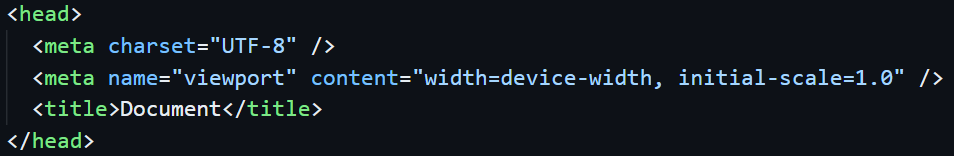 <head>
<meta charset="UTF-8" />
<meta name="viewport" content="width=device-width, initial-scale=1.0" />
<title>Document</title>
</head>